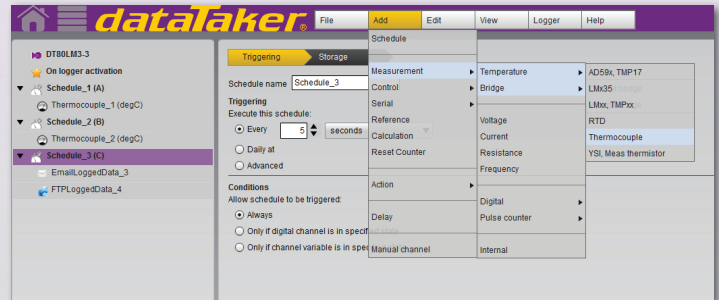 dataTaker®
File
Add
Edit
View
Logger
Help
DT80LM3-3
On logger activation
Schedule_1 (A)
Thermocouple_1 (degC)
Schedule_2 (B)
Thermocouple_2 (degC)
Schedule_3 (C)
EmailLoggedData_3
FTPLoggedData_4
Triggering
Storage
Schedule name
Schedule_3
Triggering
Execute this schedule:
Every
5
seconds
Daily at
Advanced
Conditions
Allow schedule to be triggered:
Always
Only if digital channel is in specified state
Only if channel variable is in spec
Schedule
Measurement
Control
Serial
Reference
Calculation
Reset Counter
Action
Delay
Manual channel
Temperature
Bridge
Voltage
Current
Resistance
Frequency
Digital
Pulse counter
Internal
AD59x, TMP17
LMx35
LMxx, TMPxx
RTD
Thermocouple
YSI, Meas thermistor